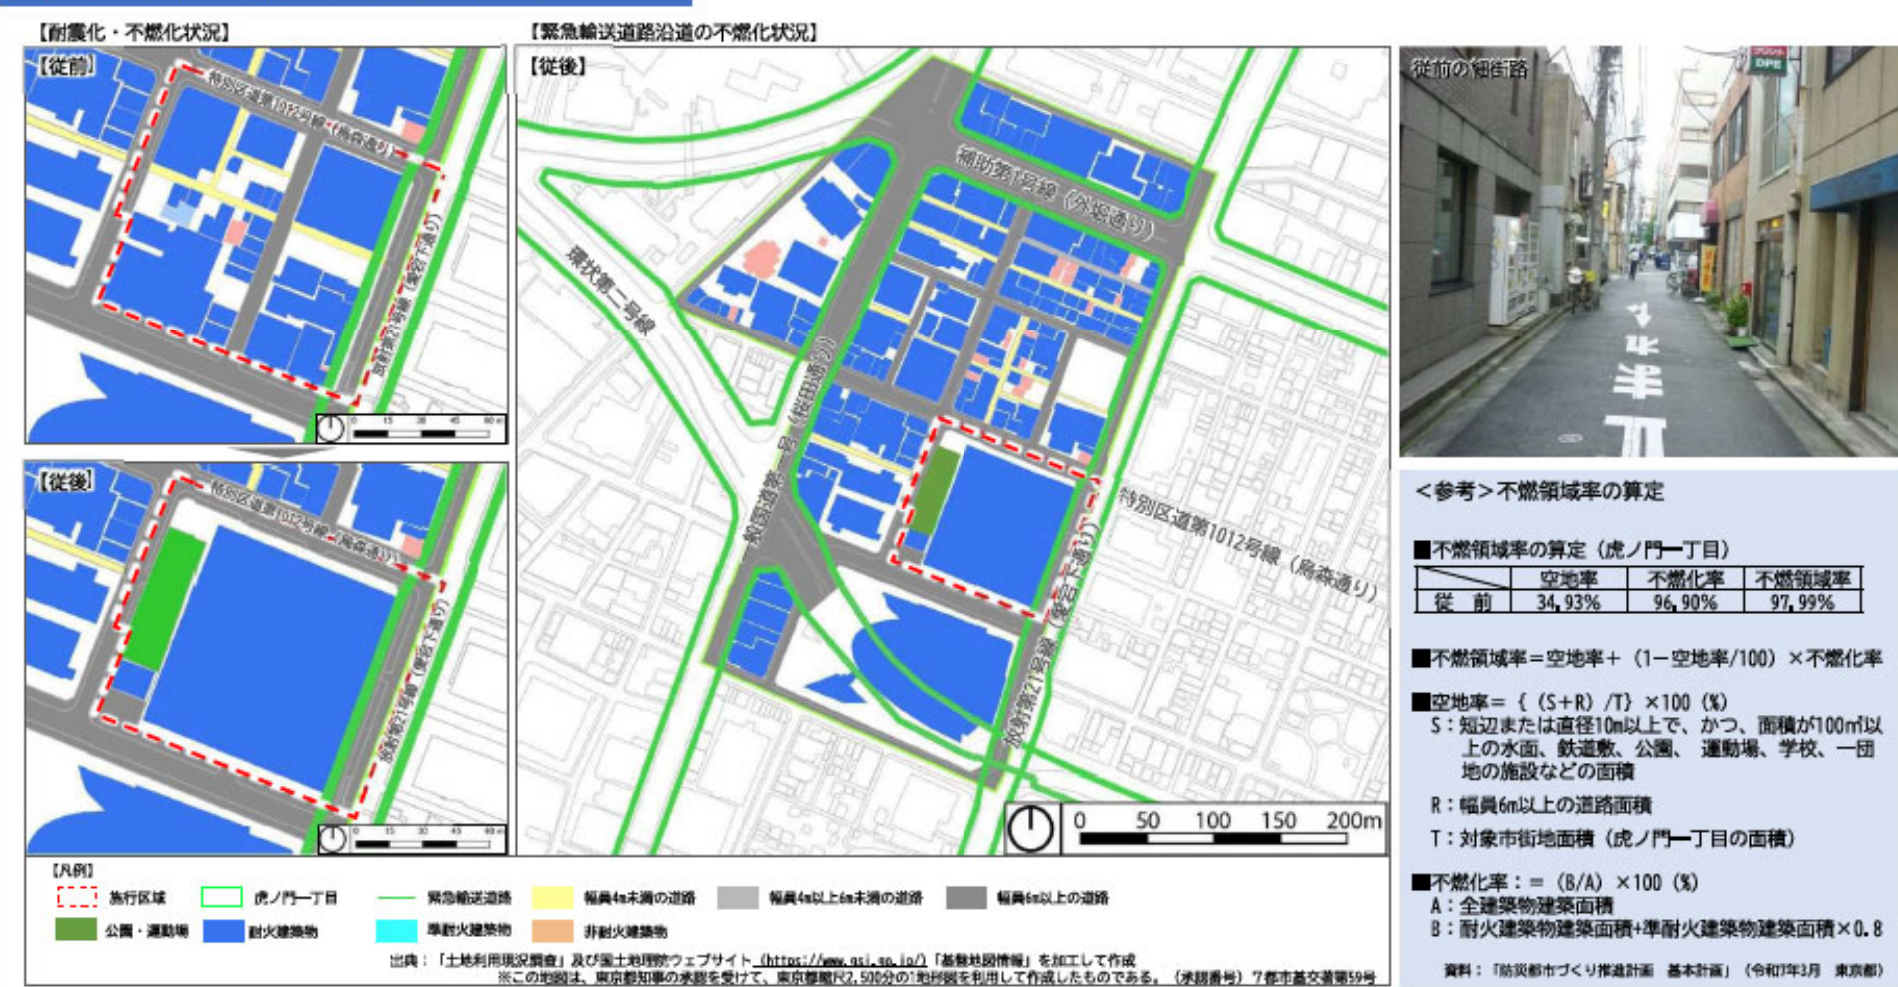 【耐震化・不燃化状況】
【従前】
特別区道第1012号線(烏森通り)
放射第21号線(愛宕下通り)
0 15 30 45 60 m
【従後】
特別区道第1012号線(烏森通り)
放射第21号線(愛宕下通り)
0 15 30 45 60 m
【緊急輸送道路沿道の不燃化状況】
【従後】
補助第1号線(外堀通り)
環状第二号線
一般国道第一号(桜田通り)
特別区道第1012号線(烏森通り)
放射第21号線(愛宕下通り)
0 50 100 150 200m
従前の細街路
DPE
止まれ
【凡例】
施行区域
虎ノ門一丁目
緊急輸送道路
幅員4m未満の道路
幅員4m以上6m未満の道路
幅員6m以上の道路
公園・運動場
耐火建築物
準耐火建築物
非耐火建築物
出典:「土地利用現況調査」及び国土地理院ウェブサイト (https://www.gsi.go.jp/)「基盤地図情報」を加工して作成
※この地図は、東京都知事の承認を受けて、東京都縮尺2,500分の1地形図を利用して作成したものである。(承認番号)7都市基交著第59号
<参考>不燃領域率の算定
■不燃領域率の算定(虎ノ門一丁目)
空地率 不燃化率 不燃領域率
従 前 34.93% 96.90% 97.99%
■不燃領域率=空地率+(1-空地率/100)×不燃化率
■空地率={(S+R)/T}×100(%)
S:短辺または直径10m以上で、かつ、面積が100㎡以
上の水面、鉄道敷、公園、運動場、学校、一団
地の施設などの面積
R:幅員6m以上の道路面積
T:対象市街地面積(虎ノ門一丁目の面積)
■不燃化率:=(B/A)×100(%)
A:全建築物建築面積
B:耐火建築物建築面積+準耐火建築物建築面積×0.8
資料:「防災都市づくり推進計画 基本計画」(令和7年3月 東京都)